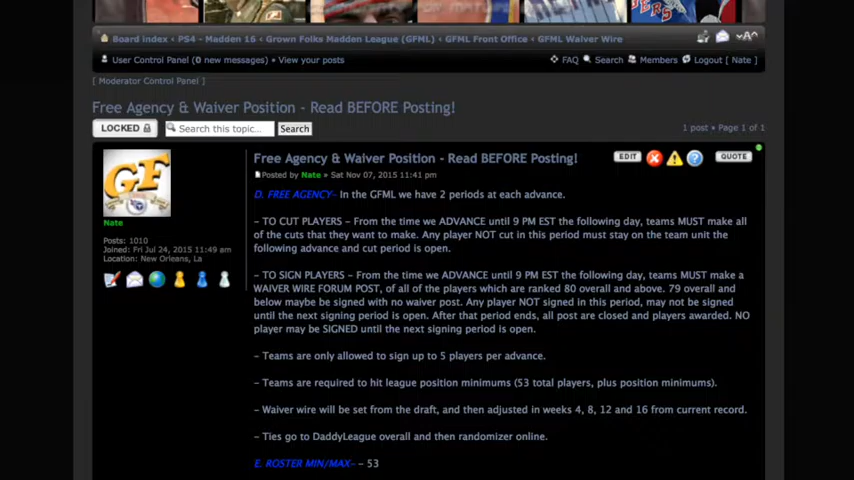 Board index ‹ PS4 - Madden 16 ‹ Grown Folks Madden League (GFML) ‹ GFML Front Office ‹ GFML Waiver Wire
User Control Panel (0 new messages) • View your posts
FAQ Search Members Logout [ Nate ]
[ Moderator Control Panel ]
Free Agency & Waiver Position - Read BEFORE Posting!
LOCKED Search this topic... Search
1 post • Page 1 of 1
Free Agency & Waiver Position - Read BEFORE Posting!
EDIT QUOTE
Posted by Nate » Sat Nov 07, 2015 11:41 pm
GF
Nate
Posts: 1010
Joined: Fri Jul 24, 2015 11:49 am
Location: New Orleans, La
D. FREE AGENCY- In the GFML we have 2 periods at each advance.
- TO CUT PLAYERS - From the time we ADVANCE until 9 PM EST the following day, teams MUST make all
of the cuts that they want to make. Any player NOT cut in this period must stay on the team unit the
following advance and cut period is open.
- TO SIGN PLAYERS - From the time we ADVANCE until 9 PM EST the following day, teams MUST make a
WAIVER WIRE FORUM POST, of all of the players which are ranked 80 overall and above. 79 overall and
below maybe be signed with no waiver post. Any player NOT signed in this period, may not be signed
until the next signing period is open. After that period ends, all post are closed and players awarded. NO
player may be SIGNED until the next signing period is open.
- Teams are only allowed to sign up to 5 players per advance.
- Teams are required to hit league position minimums (53 total players, plus position minimums).
- Waiver wire will be set from the draft, and then adjusted in weeks 4, 8, 12 and 16 from current record.
- Ties go to DaddyLeague overall and then randomizer online.
E. ROSTER MIN/MAX- - 53